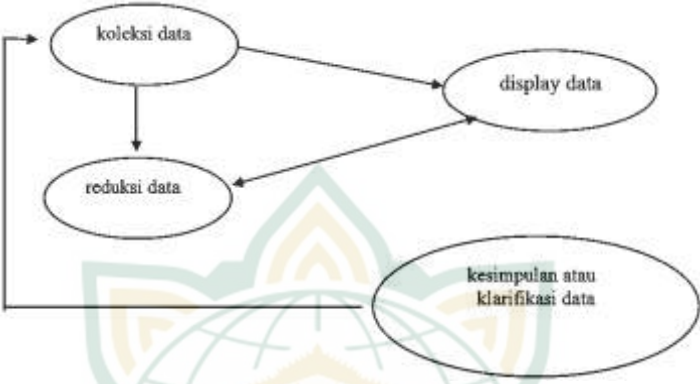 koleksi data
display data
reduksi data
kesimpulan atau
klarifikasi data